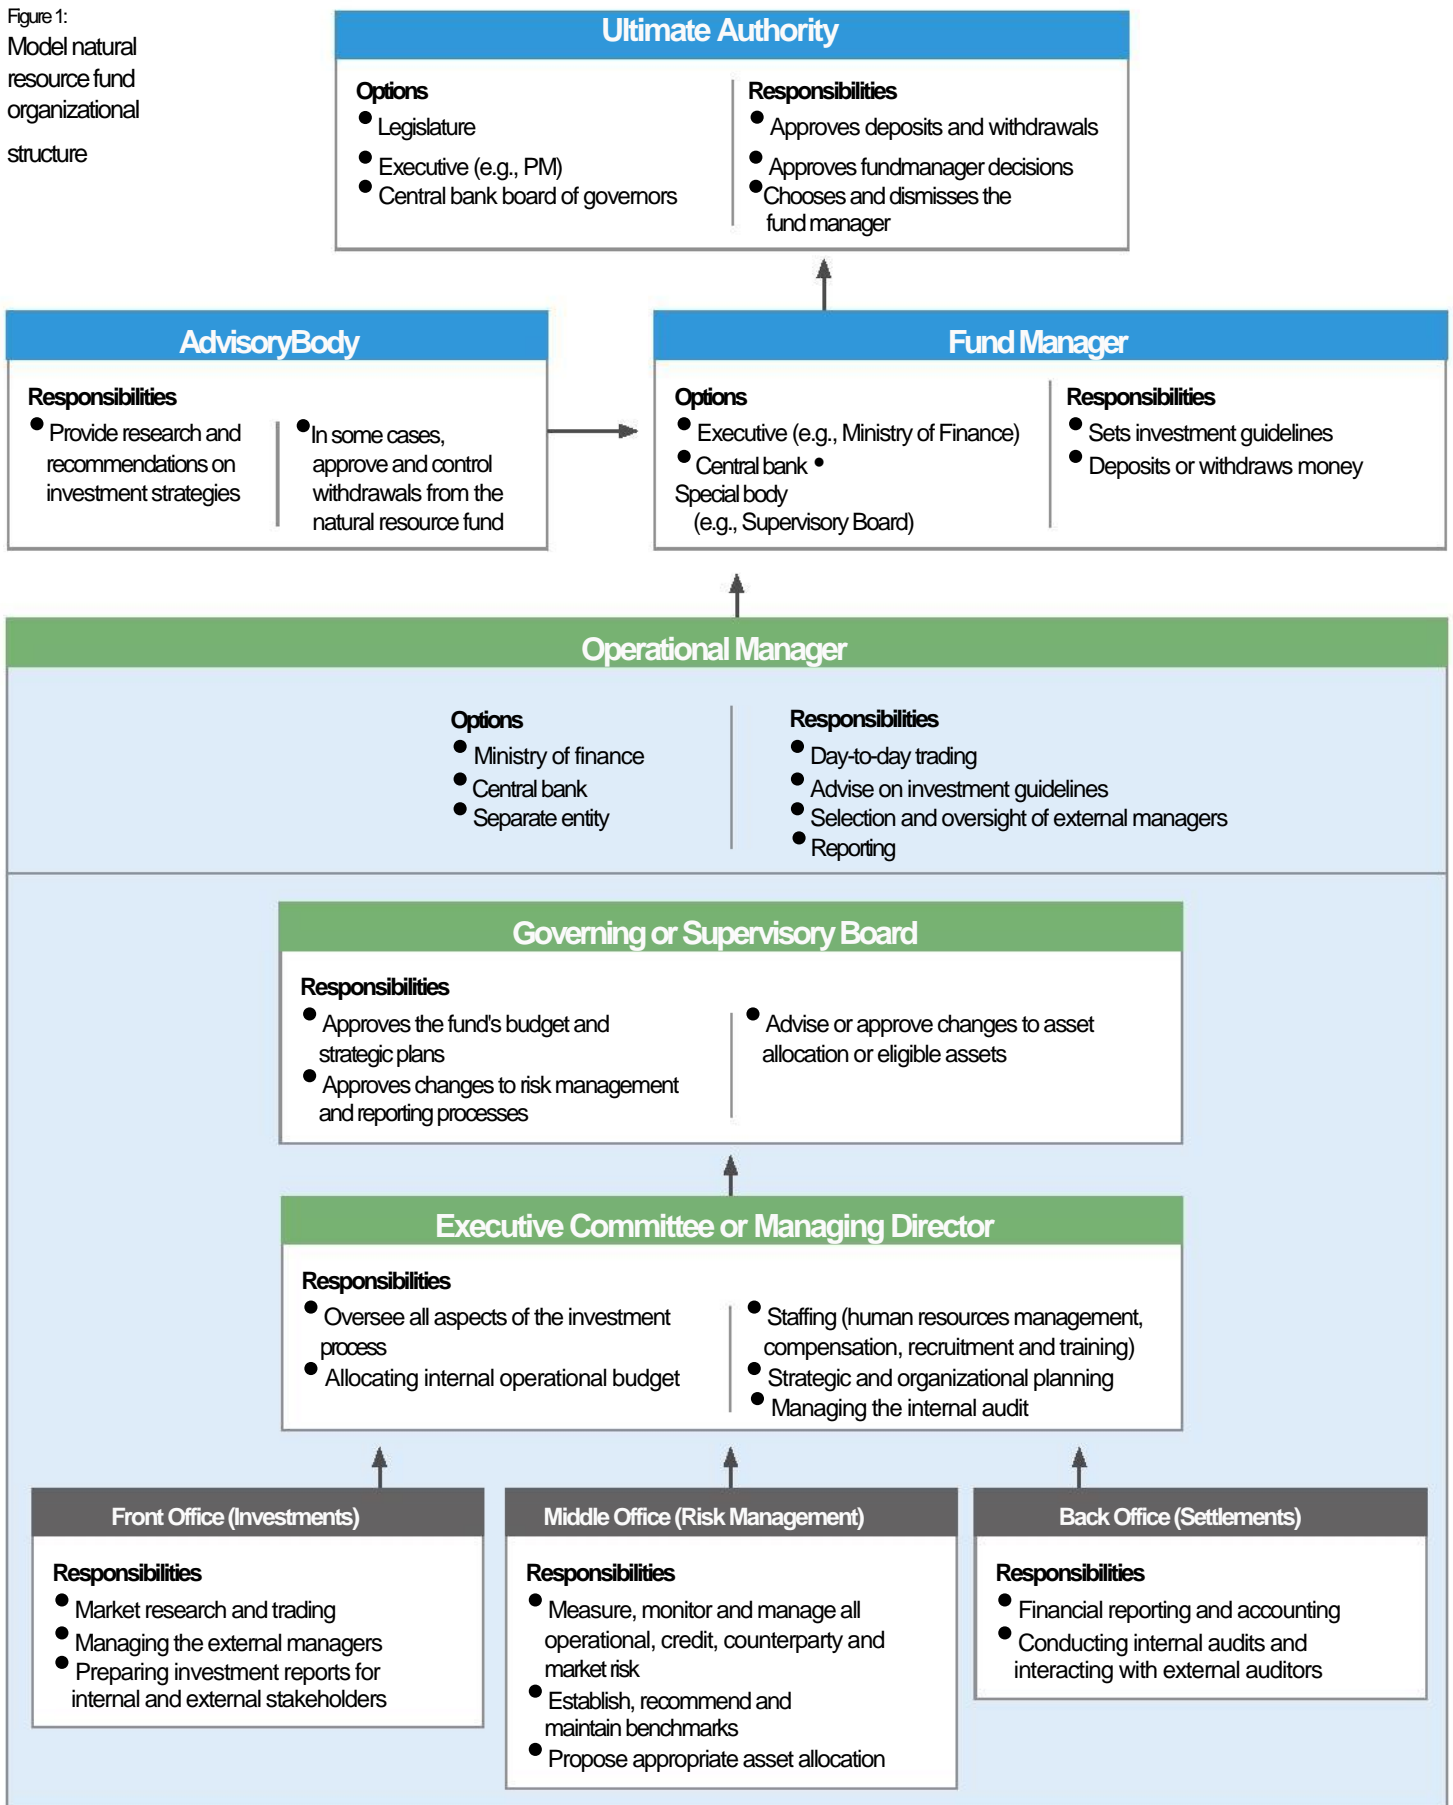 Figure 1:
Model natural
resource fund
organizational
structure
Ultimate Authority
Options
● Legislature
● Executive (e.g., PM)
● Central bank board of governors
Responsibilities
● Approves deposits and withdrawals
● Approves fundmanager decisions
● Chooses and dismisses the
fund manager
AdvisoryBody
Responsibilities
● Provide research and
recommendations on
investment strategies
● In some cases,
approve and control
withdrawals from the
natural resource fund
Fund Manager
Options
● Executive (e.g., Ministry of Finance)
● Central bank •
Special body
(e.g., Supervisory Board)
Responsibilities
● Sets investment guidelines
● Deposits or withdraws money
Operational Manager
Options
● Ministry of finance
● Central bank
● Separate entity
Responsibilities
● Day-to-day trading
● Advise on investment guidelines
● Selection and oversight of external managers
● Reporting
Governing or Supervisory Board
Responsibilities
● Approves the fund's budget and
strategic plans
● Approves changes to risk management
and reporting processes
● Advise or approve changes to asset
allocation or eligible assets
Executive Committee or Managing Director
Responsibilities
● Oversee all aspects of the investment
process
● Allocating internal operational budget
● Staffing (human resources management,
compensation, recruitment and training)
● Strategic and organizational planning
● Managing the internal audit
Front Office (Investments)
Responsibilities
● Market research and trading
● Managing the external managers
● Preparing investment reports for
internal and external stakeholders
Middle Office (Risk Management)
Responsibilities
● Measure, monitor and manage all
operational, credit, counterparty and
market risk
● Establish, recommend and
maintain benchmarks
● Propose appropriate asset allocation
Back Office (Settlements)
Responsibilities
● Financial reporting and accounting
● Conducting internal audits and
interacting with external auditors